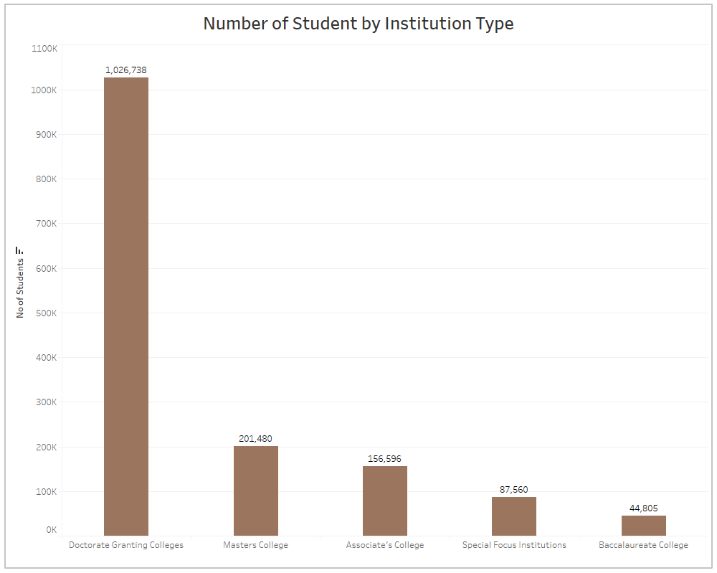 Number of Student by Institution Type
1100K
1000K
900K
800K
700K
600K
500K
400K
300K
200K
100K
0K
No of Students
1,026,738
201,480
156,596
87,560
44,805
Doctorate Granting Colleges
Masters College
Associate's College
Special Focus Institutions
Baccalaureate College